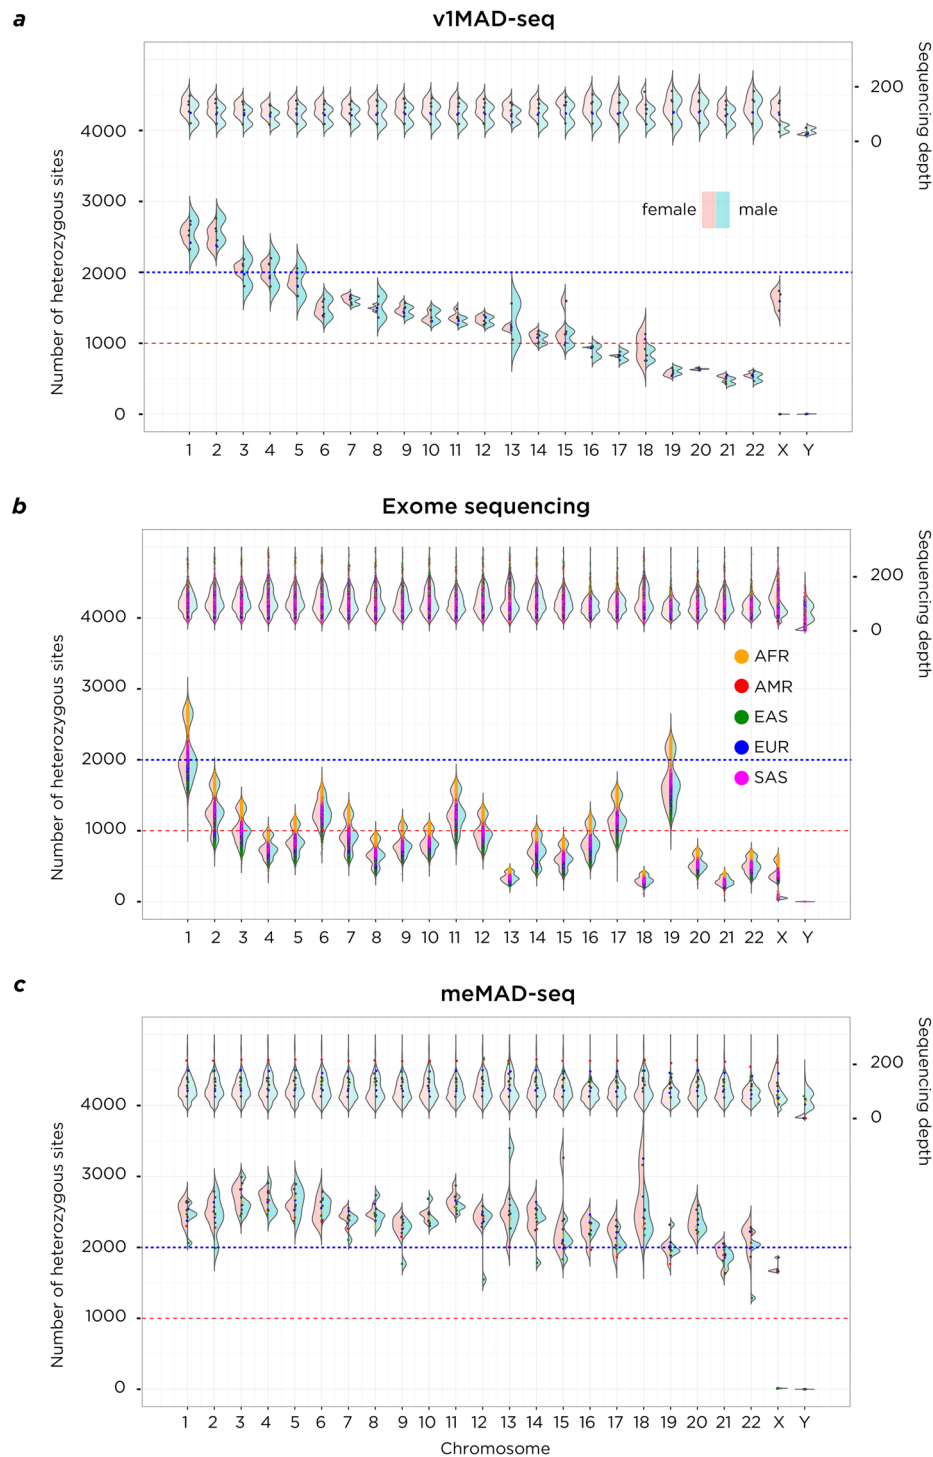 a
v1MAD-seq
Number of heterozygous sites
4000
3000
2000
1000
0
Sequencing depth
200
0
female male
1 2 3 4 5 6 7 8 9 10 11 12 13 14 15 16 17 18 19 20 21 22 X Y
b
Exome sequencing
Number of heterozygous sites
4000
3000
2000
1000
0
Sequencing depth
200
0
AFR
AMR
EAS
EUR
SAS
1 2 3 4 5 6 7 8 9 10 11 12 13 14 15 16 17 18 19 20 21 22 X Y
c
meMAD-seq
Number of heterozygous sites
4000
3000
2000
1000
0
Sequencing depth
200
0
1 2 3 4 5 6 7 8 9 10 11 12 13 14 15 16 17 18 19 20 21 22 X Y
Chromosome